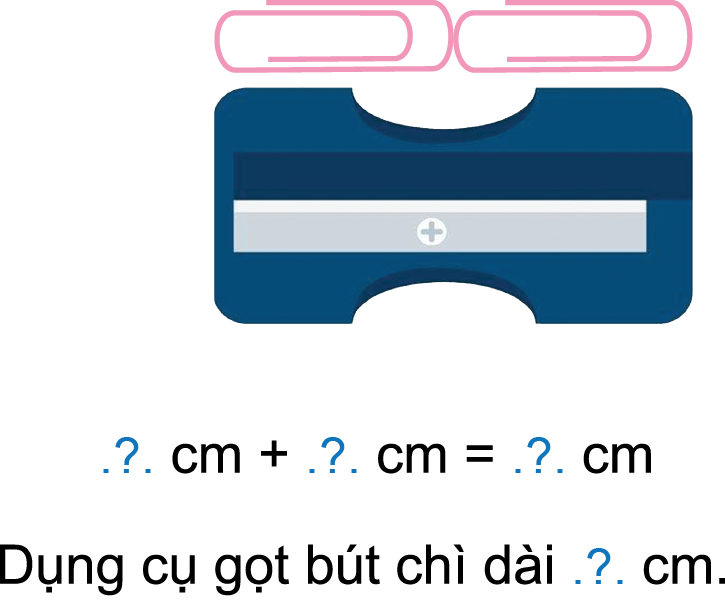 .?. cm + .?. cm = .?. cm
Dụng cụ gọt bút chì dài .?. cm.